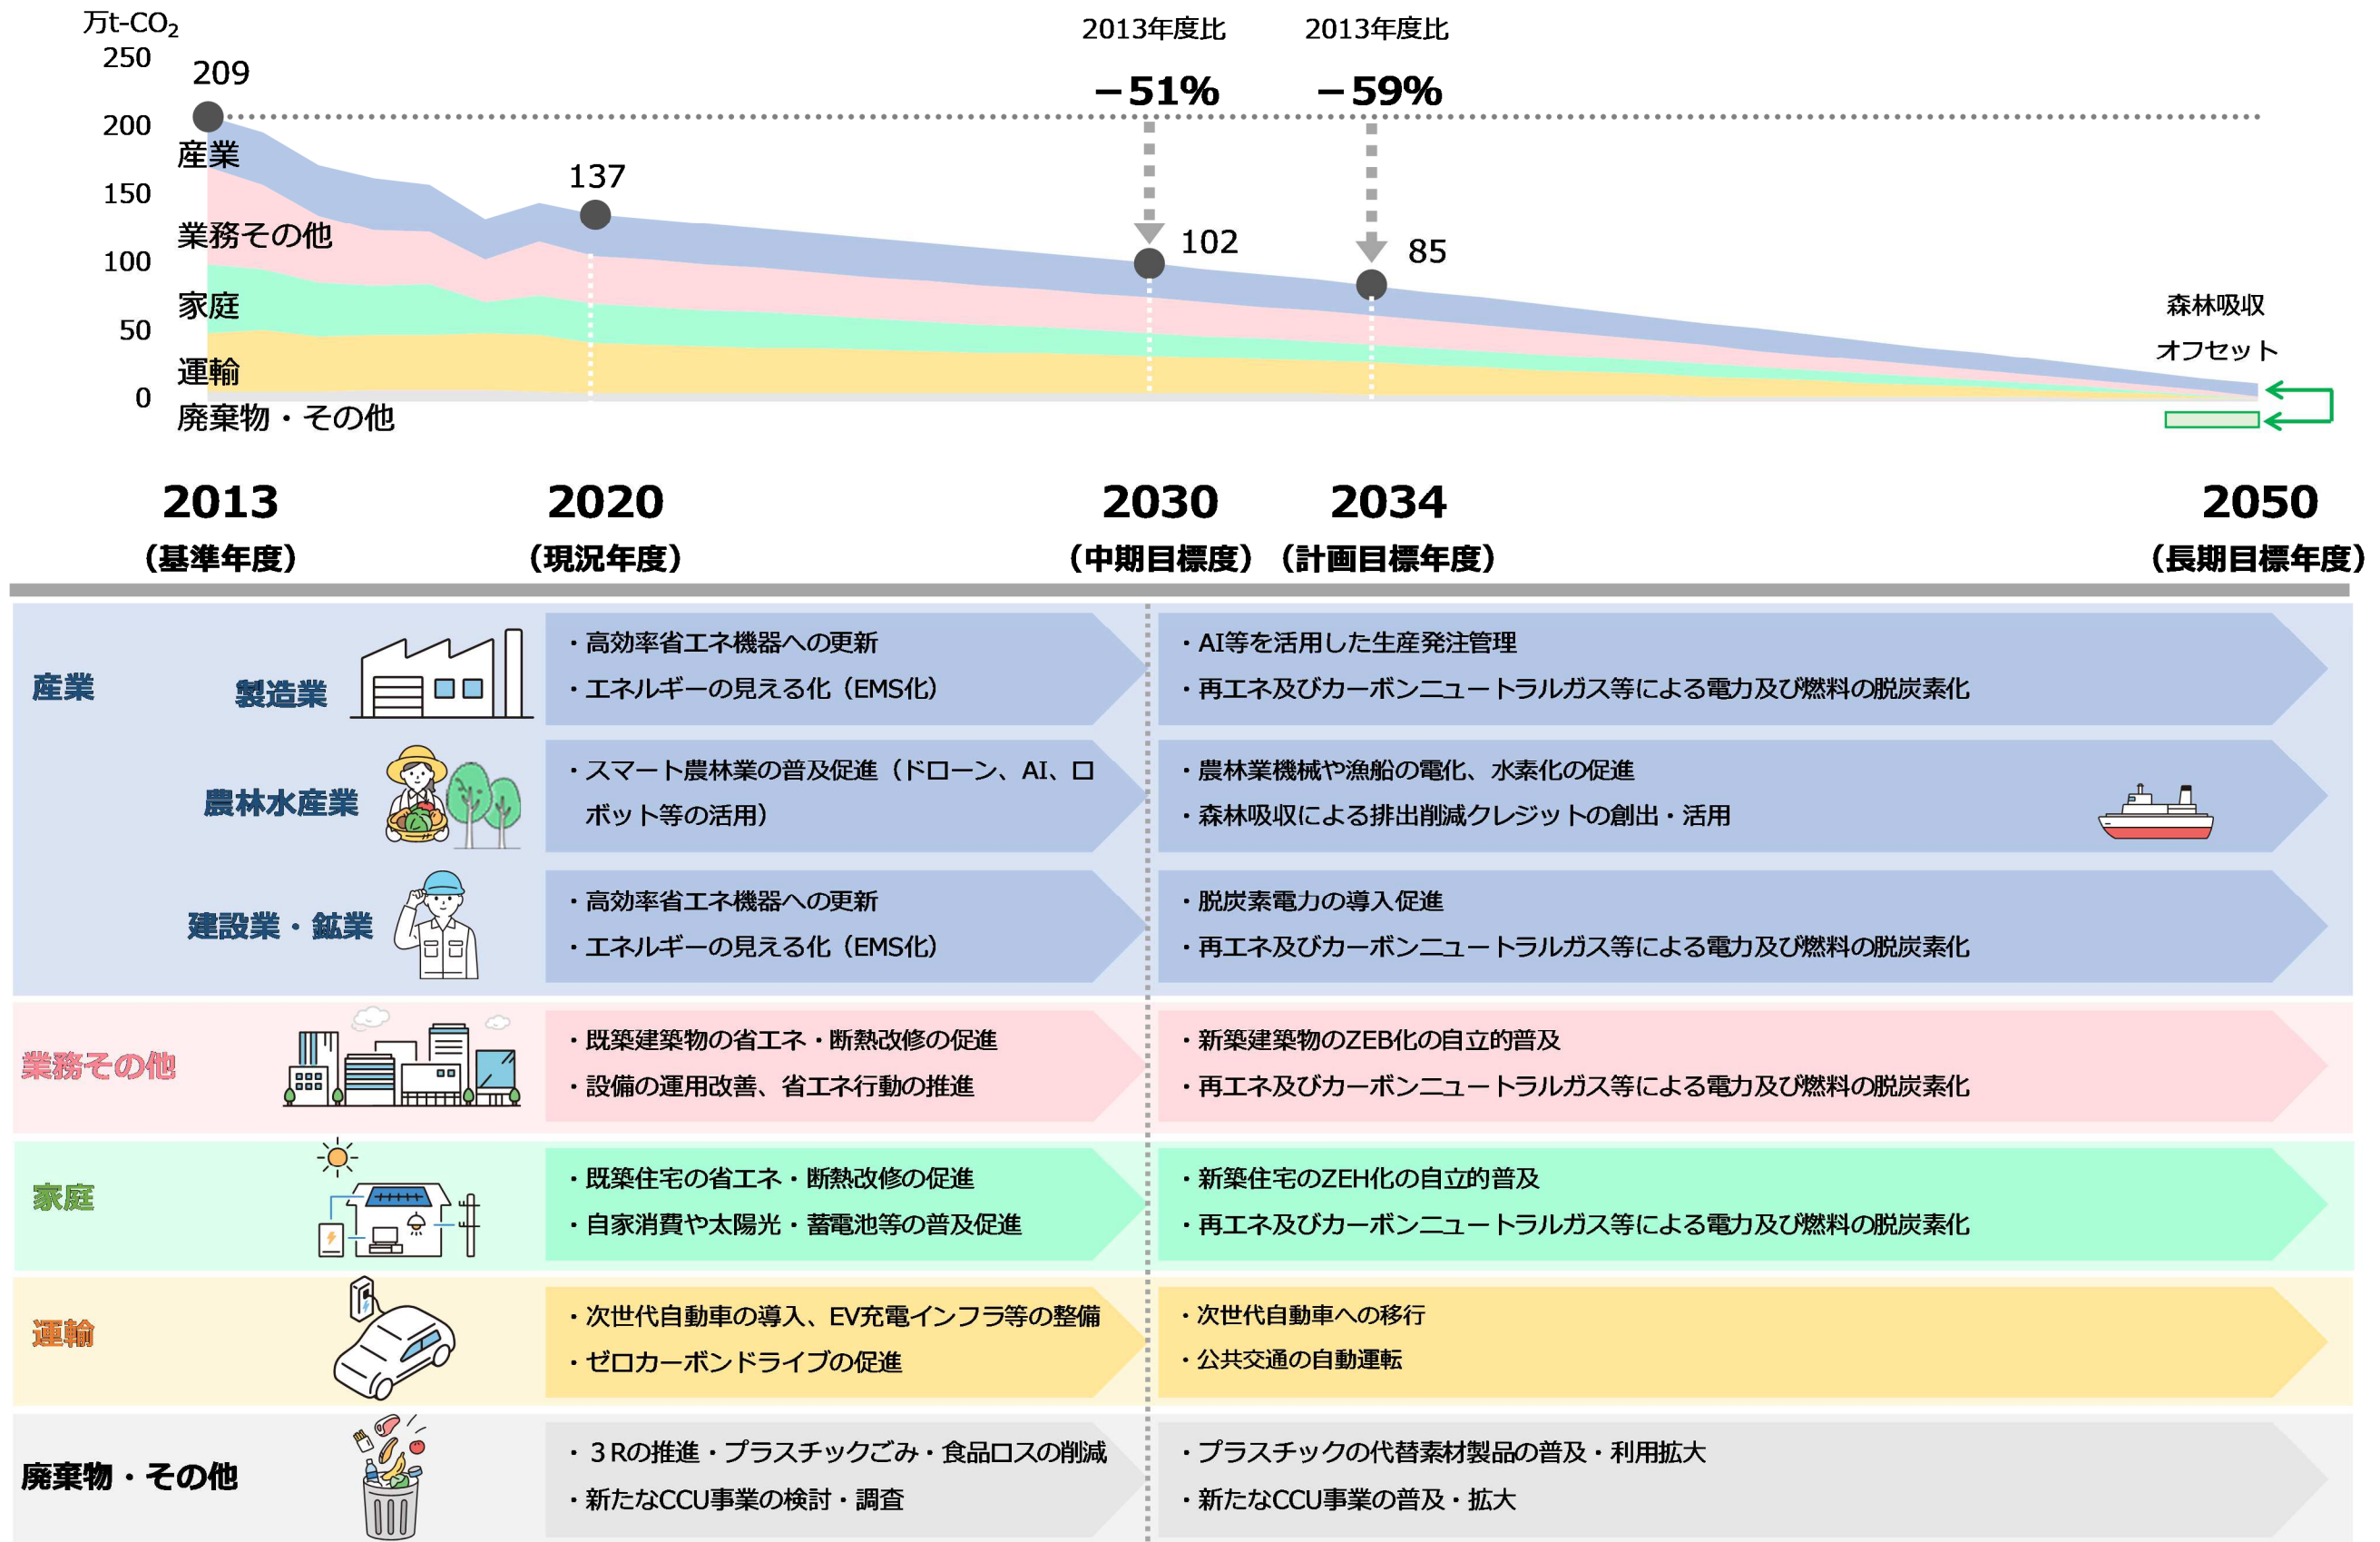 万t-CO₂
250
200
150
100
50
0
209
137
2013年度比
－51%
102
2013年度比
－59%
85
産業
業務その他
家庭
運輸
廃棄物・その他
森林吸収
オフセット
2013
（基準年度）
2020
（現況年度）
2030
（中期目標度）
2034
（計画目標年度）
2050
（長期目標年度）
産業
製造業
・高効率省エネ機器への更新
・エネルギーの見える化（EMS化）
・AI等を活用した生産発注管理
・再エネ及びカーボンニュートラルガス等による電力及び燃料の脱炭素化
農林水産業
・スマート農林業の普及促進（ドローン、AI、ロ
ボット等の活用）
・農林業機械や漁船の電化、水素化の促進
・森林吸収による排出削減クレジットの創出・活用
建設業・鉱業
・高効率省エネ機器への更新
・エネルギーの見える化（EMS化）
・脱炭素電力の導入促進
・再エネ及びカーボンニュートラルガス等による電力及び燃料の脱炭素化
業務その他
・既築建築物の省エネ・断熱改修の促進
・設備の運用改善、省エネ行動の推進
・新築建築物のZEB化の自立的普及
・再エネ及びカーボンニュートラルガス等による電力及び燃料の脱炭素化
家庭
・既築住宅の省エネ・断熱改修の促進
・自家消費や太陽光・蓄電池等の普及促進
・新築住宅のZEH化の自立的普及
・再エネ及びカーボンニュートラルガス等による電力及び燃料の脱炭素化
運輸
・次世代自動車の導入、EV充電インフラ等の整備
・ゼロカーボンドライブの促進
・次世代自動車への移行
・公共交通の自動運転
廃棄物・その他
・３Rの推進・プラスチックごみ・食品ロスの削減
・新たなCCU事業の検討・調査
・プラスチックの代替素材製品の普及・利用拡大
・新たなCCU事業の普及・拡大